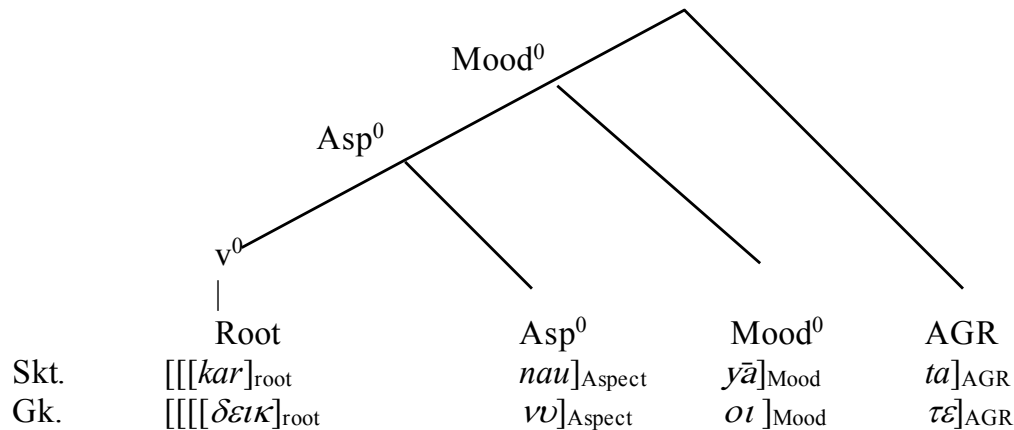 Mood⁰
Asp⁰
v⁰
Root Asp⁰ Mood⁰ AGR
Skt. [[[kar]root nau]Aspect yā]Mood ta]AGR
Gk. [[[[δεικ]root νυ]Aspect οι ]Mood τε]AGR